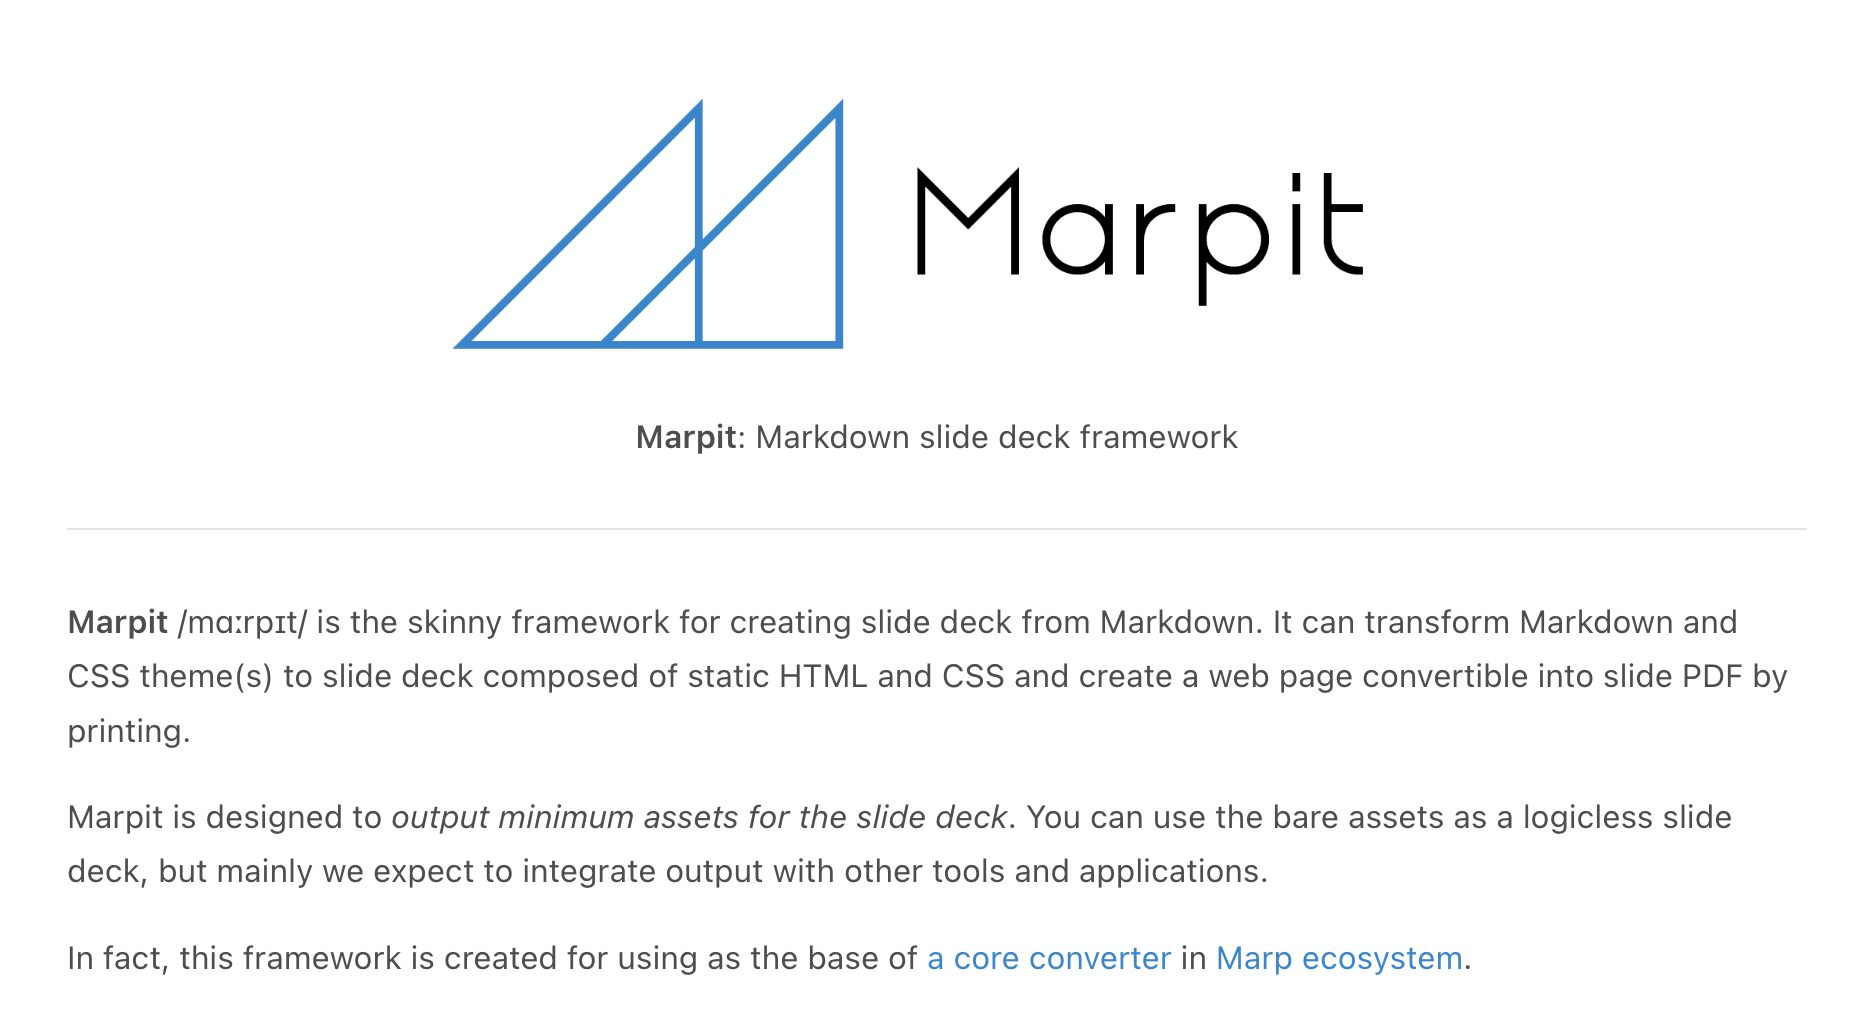 Marpit
Marpit: Markdown slide deck framework
Marpit /mɑːrpɪt/ is the skinny framework for creating slide deck from Markdown. It can transform Markdown and
CSS theme(s) to slide deck composed of static HTML and CSS and create a web page convertible into slide PDF by
printing.
Marpit is designed to output minimum assets for the slide deck. You can use the bare assets as a logicless slide
deck, but mainly we expect to integrate output with other tools and applications.
In fact, this framework is created for using as the base of a core converter in Marp ecosystem.